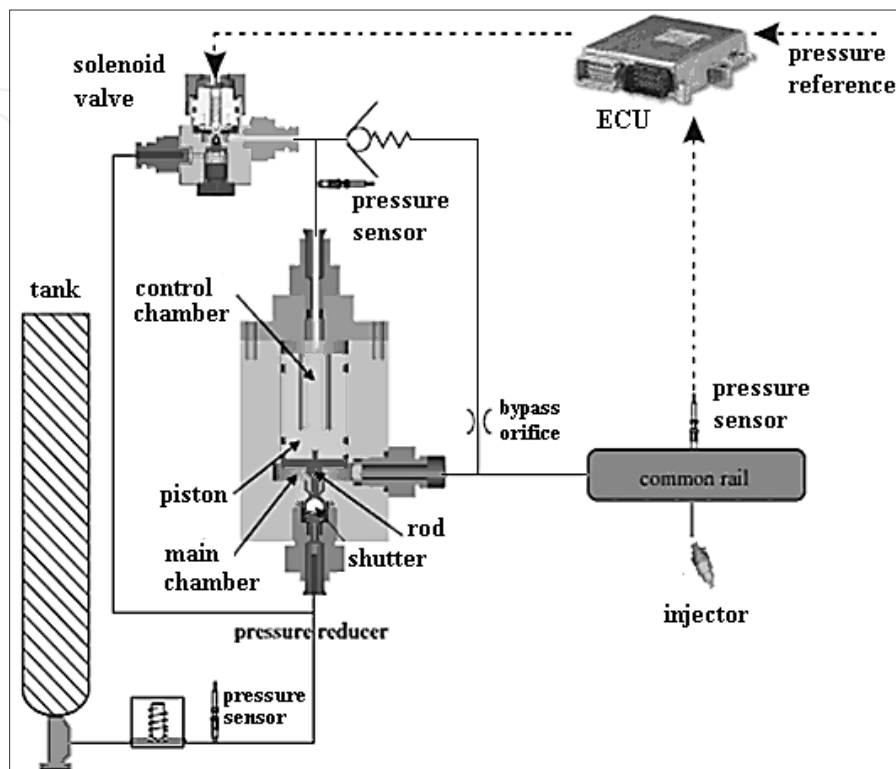 solenoid
valve
pressure
reference
ECU
pressure
sensor
tank
control
chamber
pressure
sensor
bypass
orifice
common rail
piston
rod
main
chamber
shutter
injector
pressure reducer
pressure
sensor